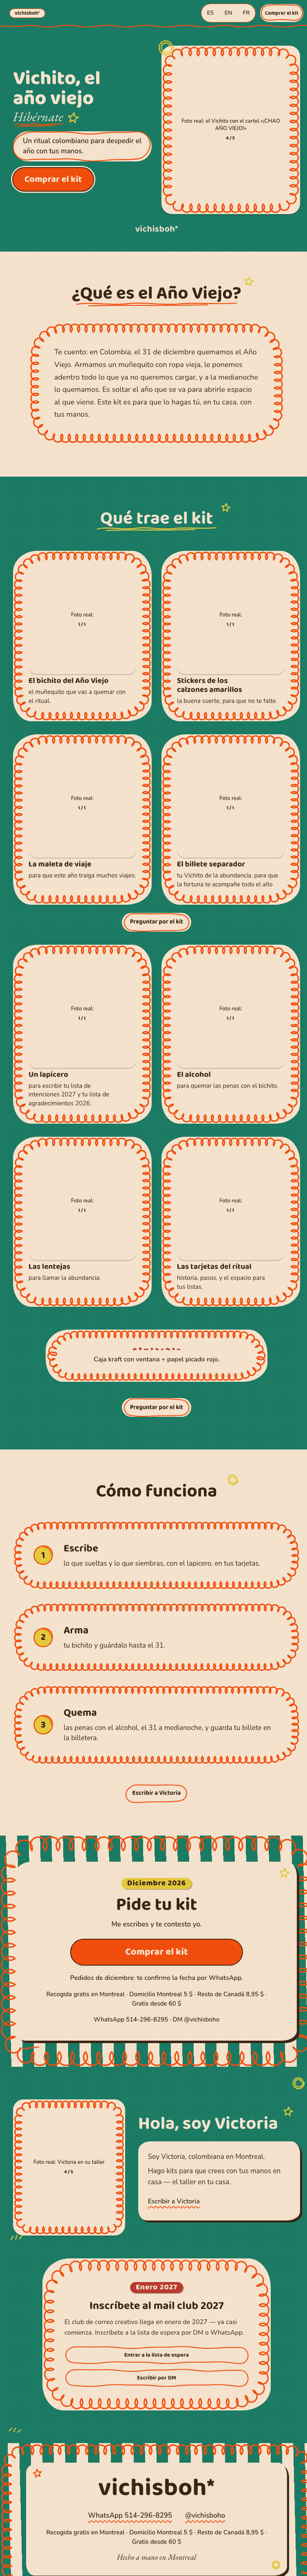 vichisboh*
ES EN FR
Comprar el kit
Vichito, el
año viejo
Hibérnate
Un ritual colombiano para despedir el
año con tus manos.
Comprar el kit
Foto real: el Vichito con el cartel «¡CHAO
AÑO VIEJO!»
4 / 5
vichisboh*
¿Qué es el Año Viejo?
Te cuento: en Colombia, el 31 de diciembre quemamos el Año
Viejo. Armamos un muñequito con ropa vieja, le ponemos
adentro todo lo que ya no queremos cargar, y a la medianoche
lo quemamos. Es soltar el año que se va para abrirle espacio
al que viene. Este kit es para que lo hagas tú, en tu casa, con
tus manos.
Qué trae el kit
Foto real:
1 / 1
El bichito del Año Viejo
el muñequito que vas a quemar con
el ritual.
Foto real:
1 / 1
Stickers de los
calzones amarillos
la buena suerte, para que no te falte.
Foto real:
1 / 1
La maleta de viaje
para que este año traiga muchos viajes.
Foto real:
1 / 1
El billete separador
tu Vichito de la abundancia, para que
la fortuna te acompañe todo el año
Preguntar por el kit
Foto real:
1 / 1
Un lapicero
para escribir tu lista de
intenciones 2027 y tu lista de
agradecimientos 2026.
Foto real:
1 / 1
El alcohol
para quemar las penas con el bichito.
Foto real:
1 / 1
Las lentejas
para llamar la abundancia.
Foto real:
1 / 1
Las tarjetas del ritual
historia, pasos, y el espacio para
tus listas.
Caja kraft con ventana + papel picado rojo.
Preguntar por el kit
Cómo funciona
1
Escribe
lo que sueltas y lo que siembras, con el lapicero, en tus tarjetas.
2
Arma
tu bichito y guárdalo hasta el 31.
3
Quema
las penas con el alcohol, el 31 a medianoche, y guarda tu billete en
la billetera.
Escribir a Victoria
Diciembre 2026
Pide tu kit
Me escribes y te contesto yo.
Comprar el kit
Pedidos de diciembre: te confirmo la fecha por WhatsApp.
Recogida gratis en Montreal · Domicilio Montreal 5 $ · Resto de Canadá 8,95 $ ·
Gratis desde 60 $
WhatsApp 514-296-8295 · DM @vichisboho
Foto real: Victoria en su taller
4 / 5
Hola, soy Victoria
Soy Victoria, colombiana en Montreal.
Hago kits para que crees con tus manos en
casa — el taller en tu casa.
Escribir a Victoria
Enero 2027
Inscríbete al mail club 2027
El club de correo creativo llega en enero de 2027 — ya casi
comienza. Inscríbete a la lista de espera por DM o WhatsApp.
Entrar a la lista de espera
Escribir por DM
vichisboh*
WhatsApp 514-296-8295 @vichisboho
Recogida gratis en Montreal · Domicilio Montreal 5 $ · Resto de Canadá 8,95 $ ·
Gratis desde 60 $
Hecho a mano en Montreal